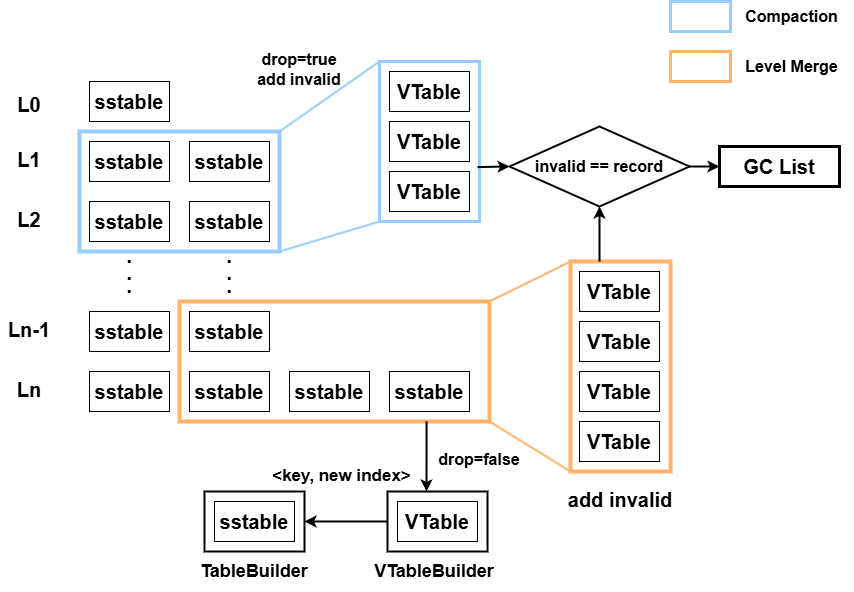 Compaction
Level Merge
drop=true
add invalid
L0
sstable
VTable
VTable
VTable
L1
sstable
sstable
L2
sstable
sstable
invalid == record
GC List
Ln-1
sstable
sstable
Ln
sstable
sstable
sstable
sstable
VTable
VTable
VTable
VTable
add invalid
drop=false
<key, new index>
sstable
VTable
TableBuilder
VTableBuilder